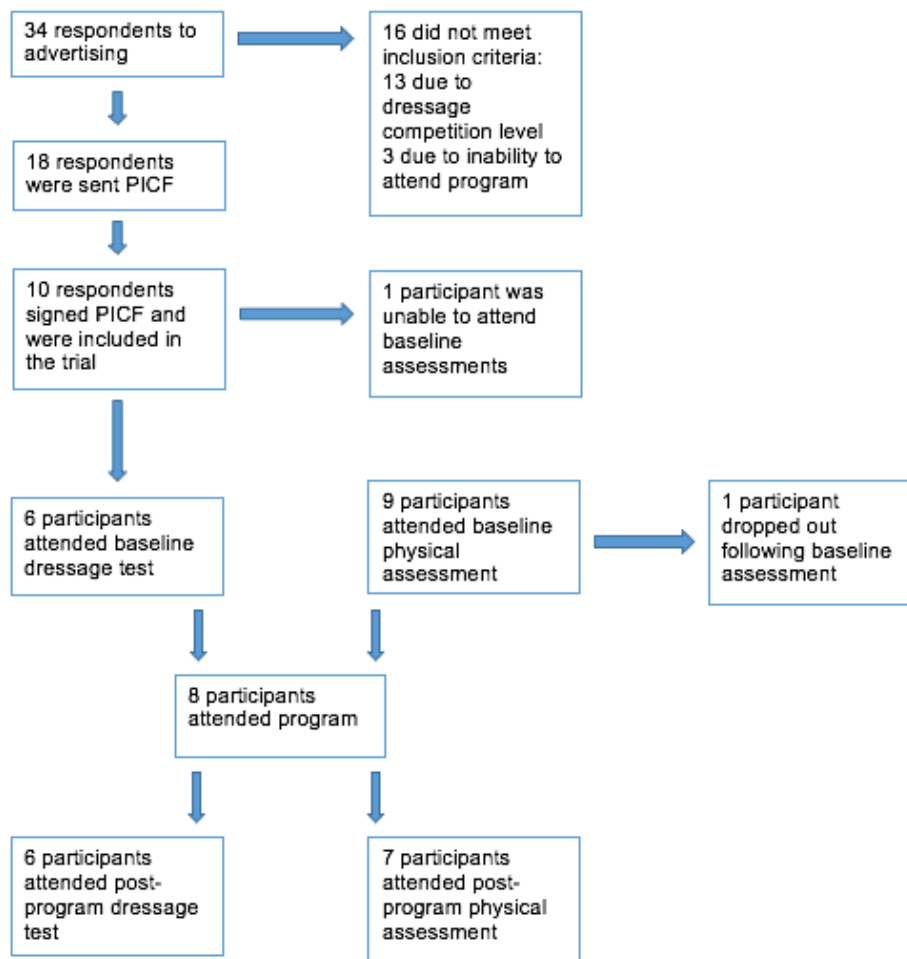 34 respondents to
advertising
16 did not meet
inclusion criteria:
13 due to
dressage
competition level
3 due to inability to
attend program
18 respondents
were sent PICF
10 respondents
signed PICF and
were included in
the trial
1 participant was
unable to attend
baseline
assessments
6 participants
attended baseline
dressage test
9 participants
attended baseline
physical
assessment
1 participant
dropped out
following baseline
assessment
8 participants
attended program
6 participants
attended post-
program dressage
test
7 participants
attended post-
program physical
assessment